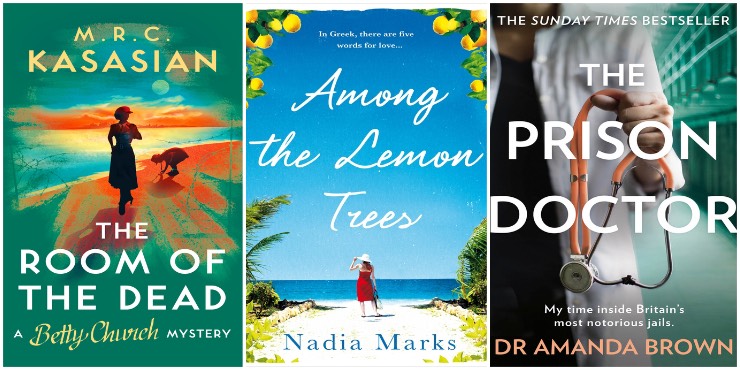 M.R.C.
KASASIAN
THE
ROOM OF
THE DEAD
A Betty Church MYSTERY
In Greek, there are five
words for love...
Among
the Lemon
Trees
Nadia Marks
THE SUNDAY TIMES BESTSELLER
THE
PRISON
DOCTOR
My time inside Britain's
most notorious jails.
DR AMANDA BROWN